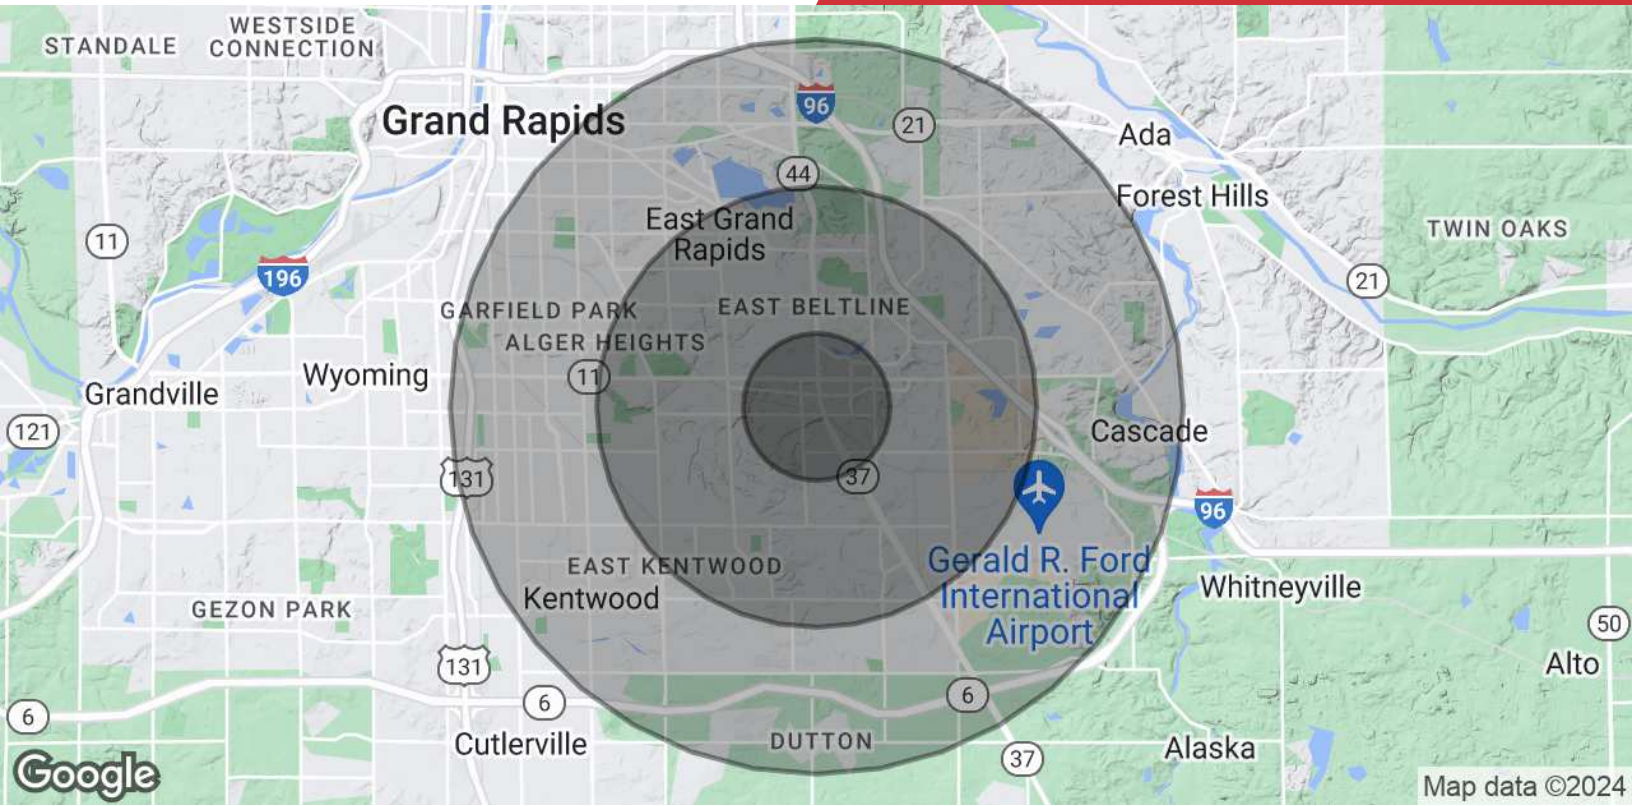 WESTSIDE
CONNECTION
STANDALE
Grand Rapids
96
21
Ada
44
Forest Hills
East Grand
Rapids
TWIN OAKS
11
196
21
GARFIELD PARK
EAST BELTLINE
ALGER HEIGHTS
Wyoming
11
Grandville
121
Cascade
131
37
96
EAST KENTWOOD
Kentwood
Gerald R. Ford
International
Airport
Whitneyville
GEZON PARK
50
131
Alto
6
6
6
Cutlerville
DUTTON
Alaska
37
Google
Map data ©2024